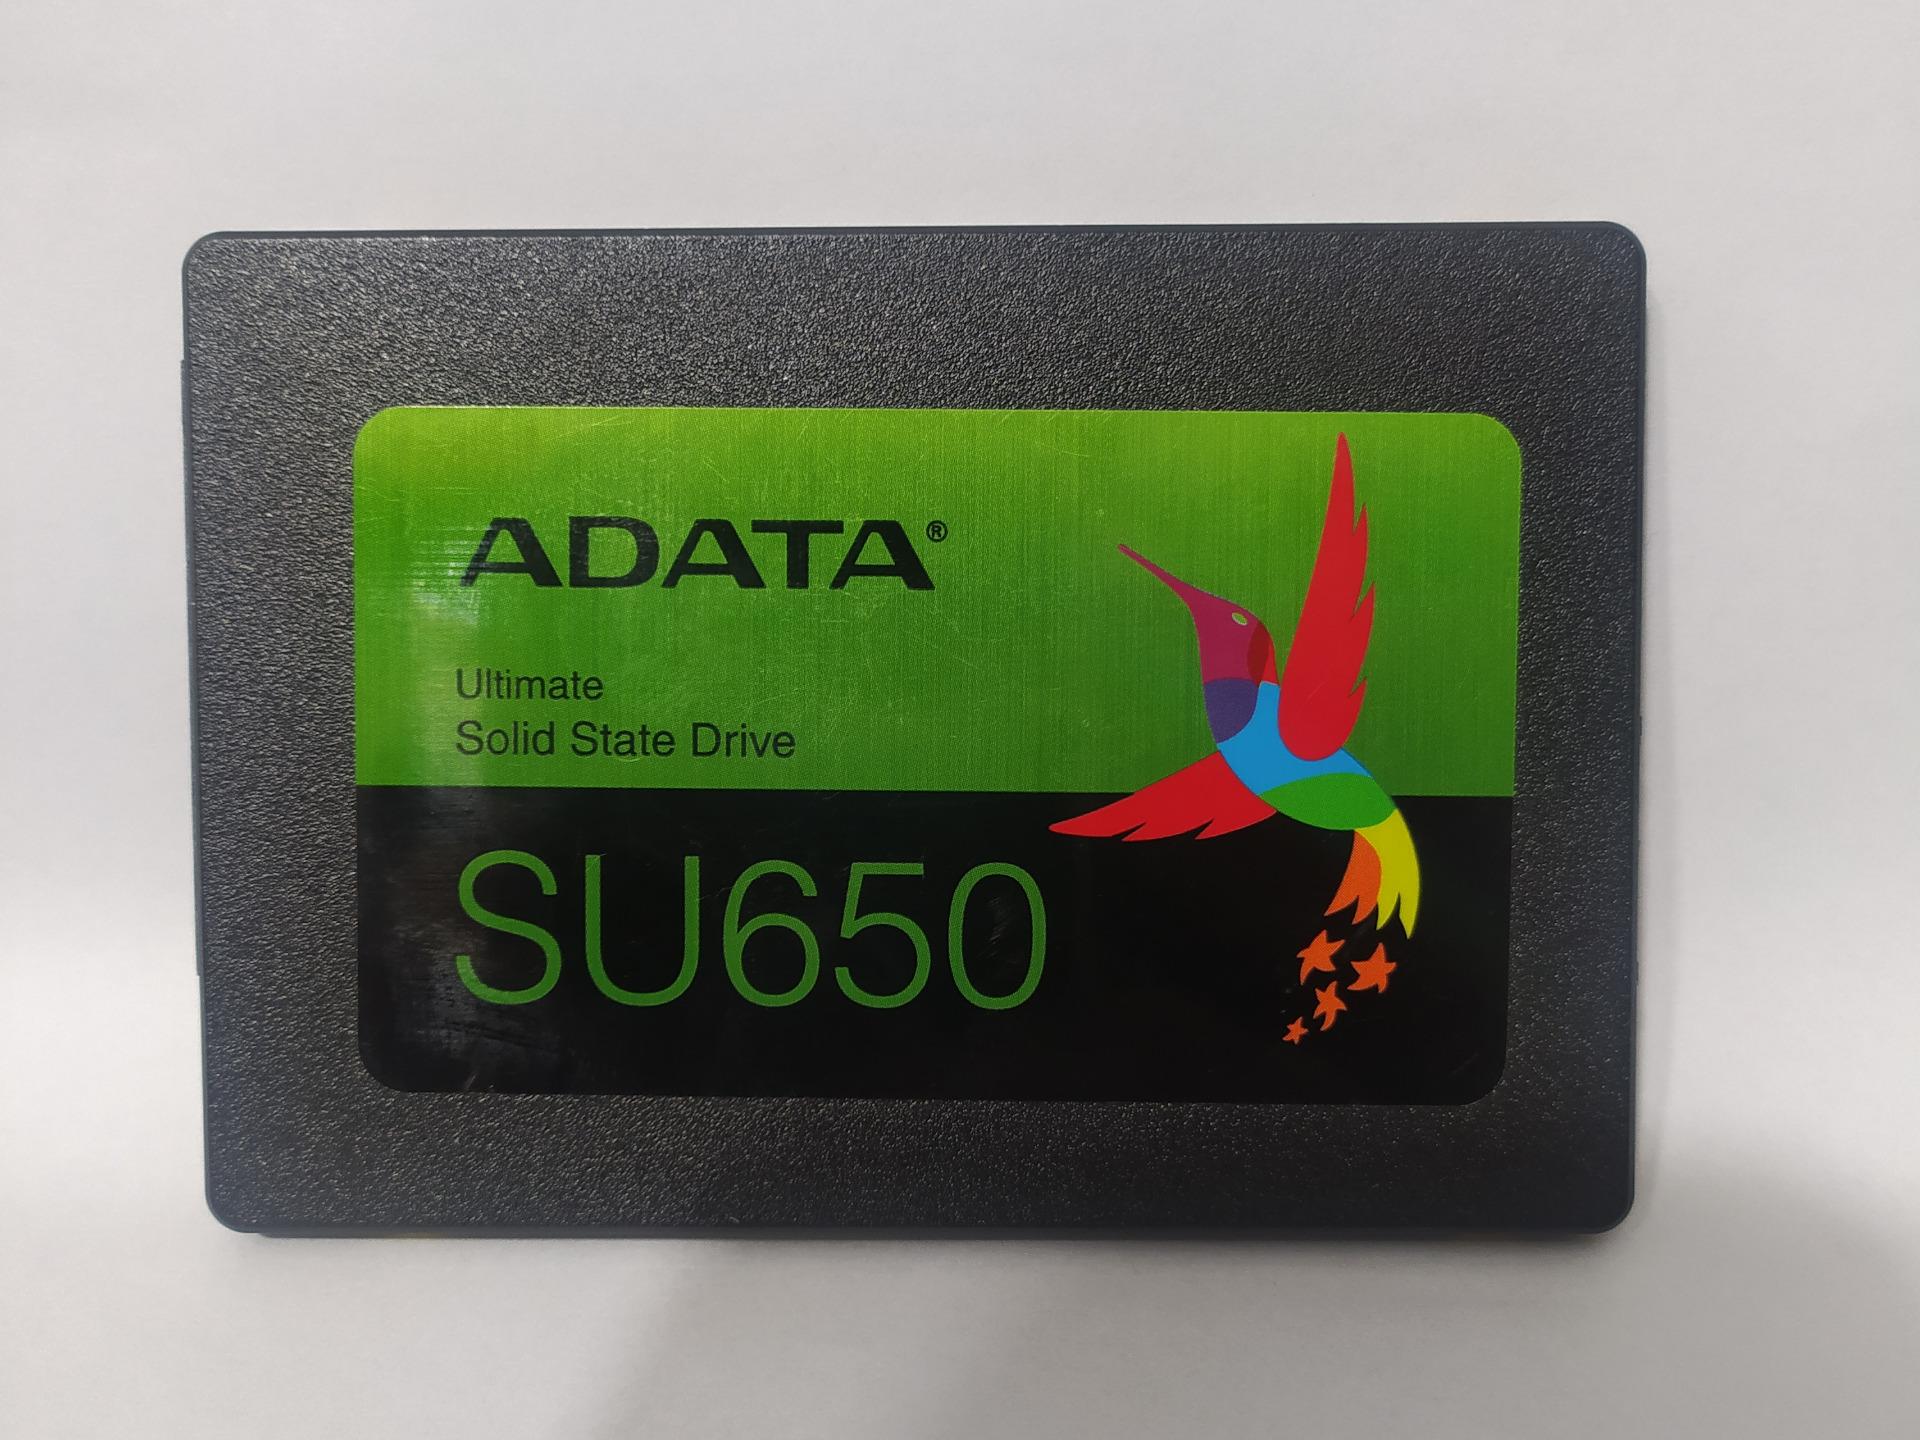 ADATA®
Ultimate
Solid State Drive
SU650